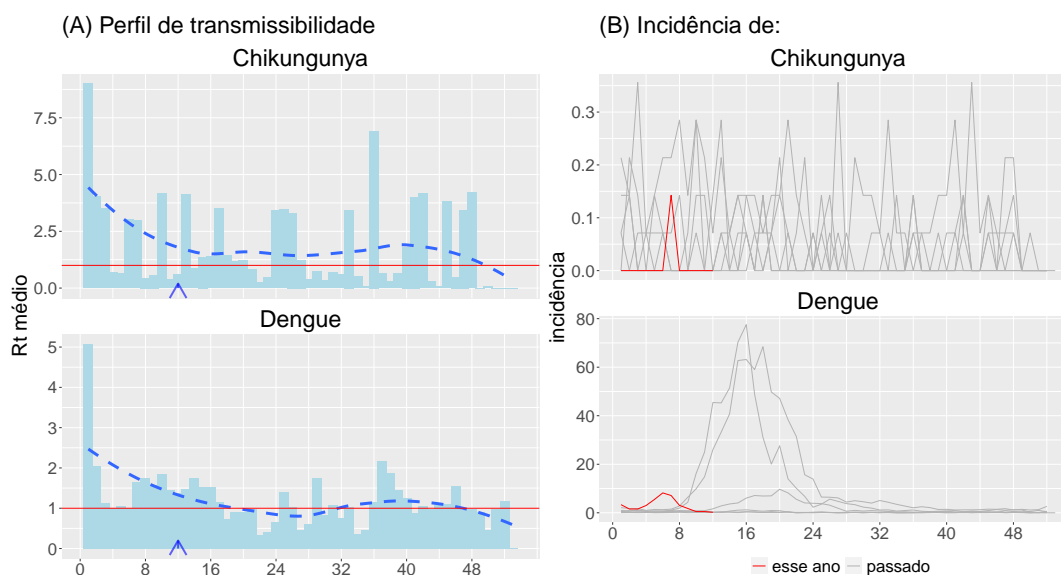 (A) Perfil de transmissibilidade
Chikungunya
7.5
5.0
2.5
0.0
Dengue
5
4
3
2
1
0
0 8 16 24 32 40 48
Rt médio
(B) Incidência de:
Chikungunya
0.3
0.2
0.1
0.0
Dengue
80
60
40
20
0
0 8 16 24 32 40 48
incidência
esse ano passado